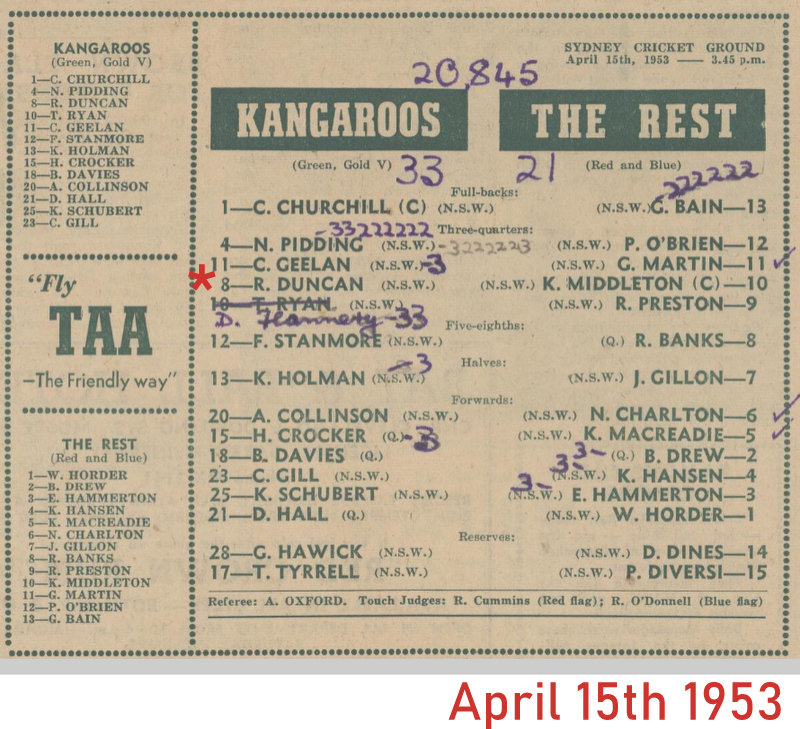 KANGAROOS
(Green, Gold V)
1—C. CHURCHILL
4—N. PIDDING
8—R. DUNCAN
10—T. RYAN
11—C. GEELAN
12—F. STANMORE
13—K. HOLMAN
15—H. CROCKER
18—B. DAVIES
20—A. COLLINSON
21—D. HALL
25—K. SCHUBERT
23—C. GILL
"Fly
TAA
—The Friendly way"
THE REST
(Red and Blue)
1—W. HORDER
2—B. DREW
3—E. HAMMERTON
4—K. HANSEN
5—K. MACREADIE
6—N. CHARLTON
7—J. GILLON
8—R. BANKS
9—R. PRESTON
10—K. MIDDLETON
11—G. MARTIN
12—P. O'BRIEN
13—G. BAIN
SYDNEY CRICKET GROUND
April 15th, 1953 —— 3.45 p.m.
20,845
KANGAROOS THE REST
(Green, Gold V) 33 21 (Red and Blue)
Full-backs:
-222222
1—C. CHURCHILL (C) (N.S.W.) (N.S.W.) G. BAIN—13
-33222222 Three-quarters:
4—N. PIDDING (N.S.W.) -3222223 (N.S.W.) P. O'BRIEN—12
11—C. GEELAN (N.S.W.) -3 (N.S.W.) G. MARTIN—11 ✓
* 8—R. DUNCAN (N.S.W.) (N.S.W.) K. MIDDLETON (C)—10
10—T. RYAN (N.S.W.) (N.S.W.) R. PRESTON—9
D. Flannery -33
Five-eighths:
12—F. STANMORE (N.S.W.) (Q.) R. BANKS—8
Halves:
-3
13—K. HOLMAN (N.S.W.) (N.S.W.) J. GILLON—7
Forwards:
20—A. COLLINSON (N.S.W.) (N.S.W.) N. CHARLTON—6 ✓
15—H. CROCKER (Q.) -3 (N.S.W.) K. MACREADIE—5 ✓
18—B. DAVIES (Q.) 3- (Q.) B. DREW—2
23—C. GILL (N.S.W.) 3- (N.S.W.) K. HANSEN—4
25—K. SCHUBERT (N.S.W.) 3- (N.S.W.) E. HAMMERTON—3
21—D. HALL (Q.) (N.S.W.) W. HORDER—1
Reserves:
28—G. HAWICK (N.S.W.) (N.S.W.) D. DINES—14
17—T. TYRRELL (N.S.W.) (N.S.W.) P. DIVERSI—15
Referee: A. OXFORD. Touch Judges: R. Cummins (Red flag); R. O'Donnell (Blue flag)
April 15th 1953